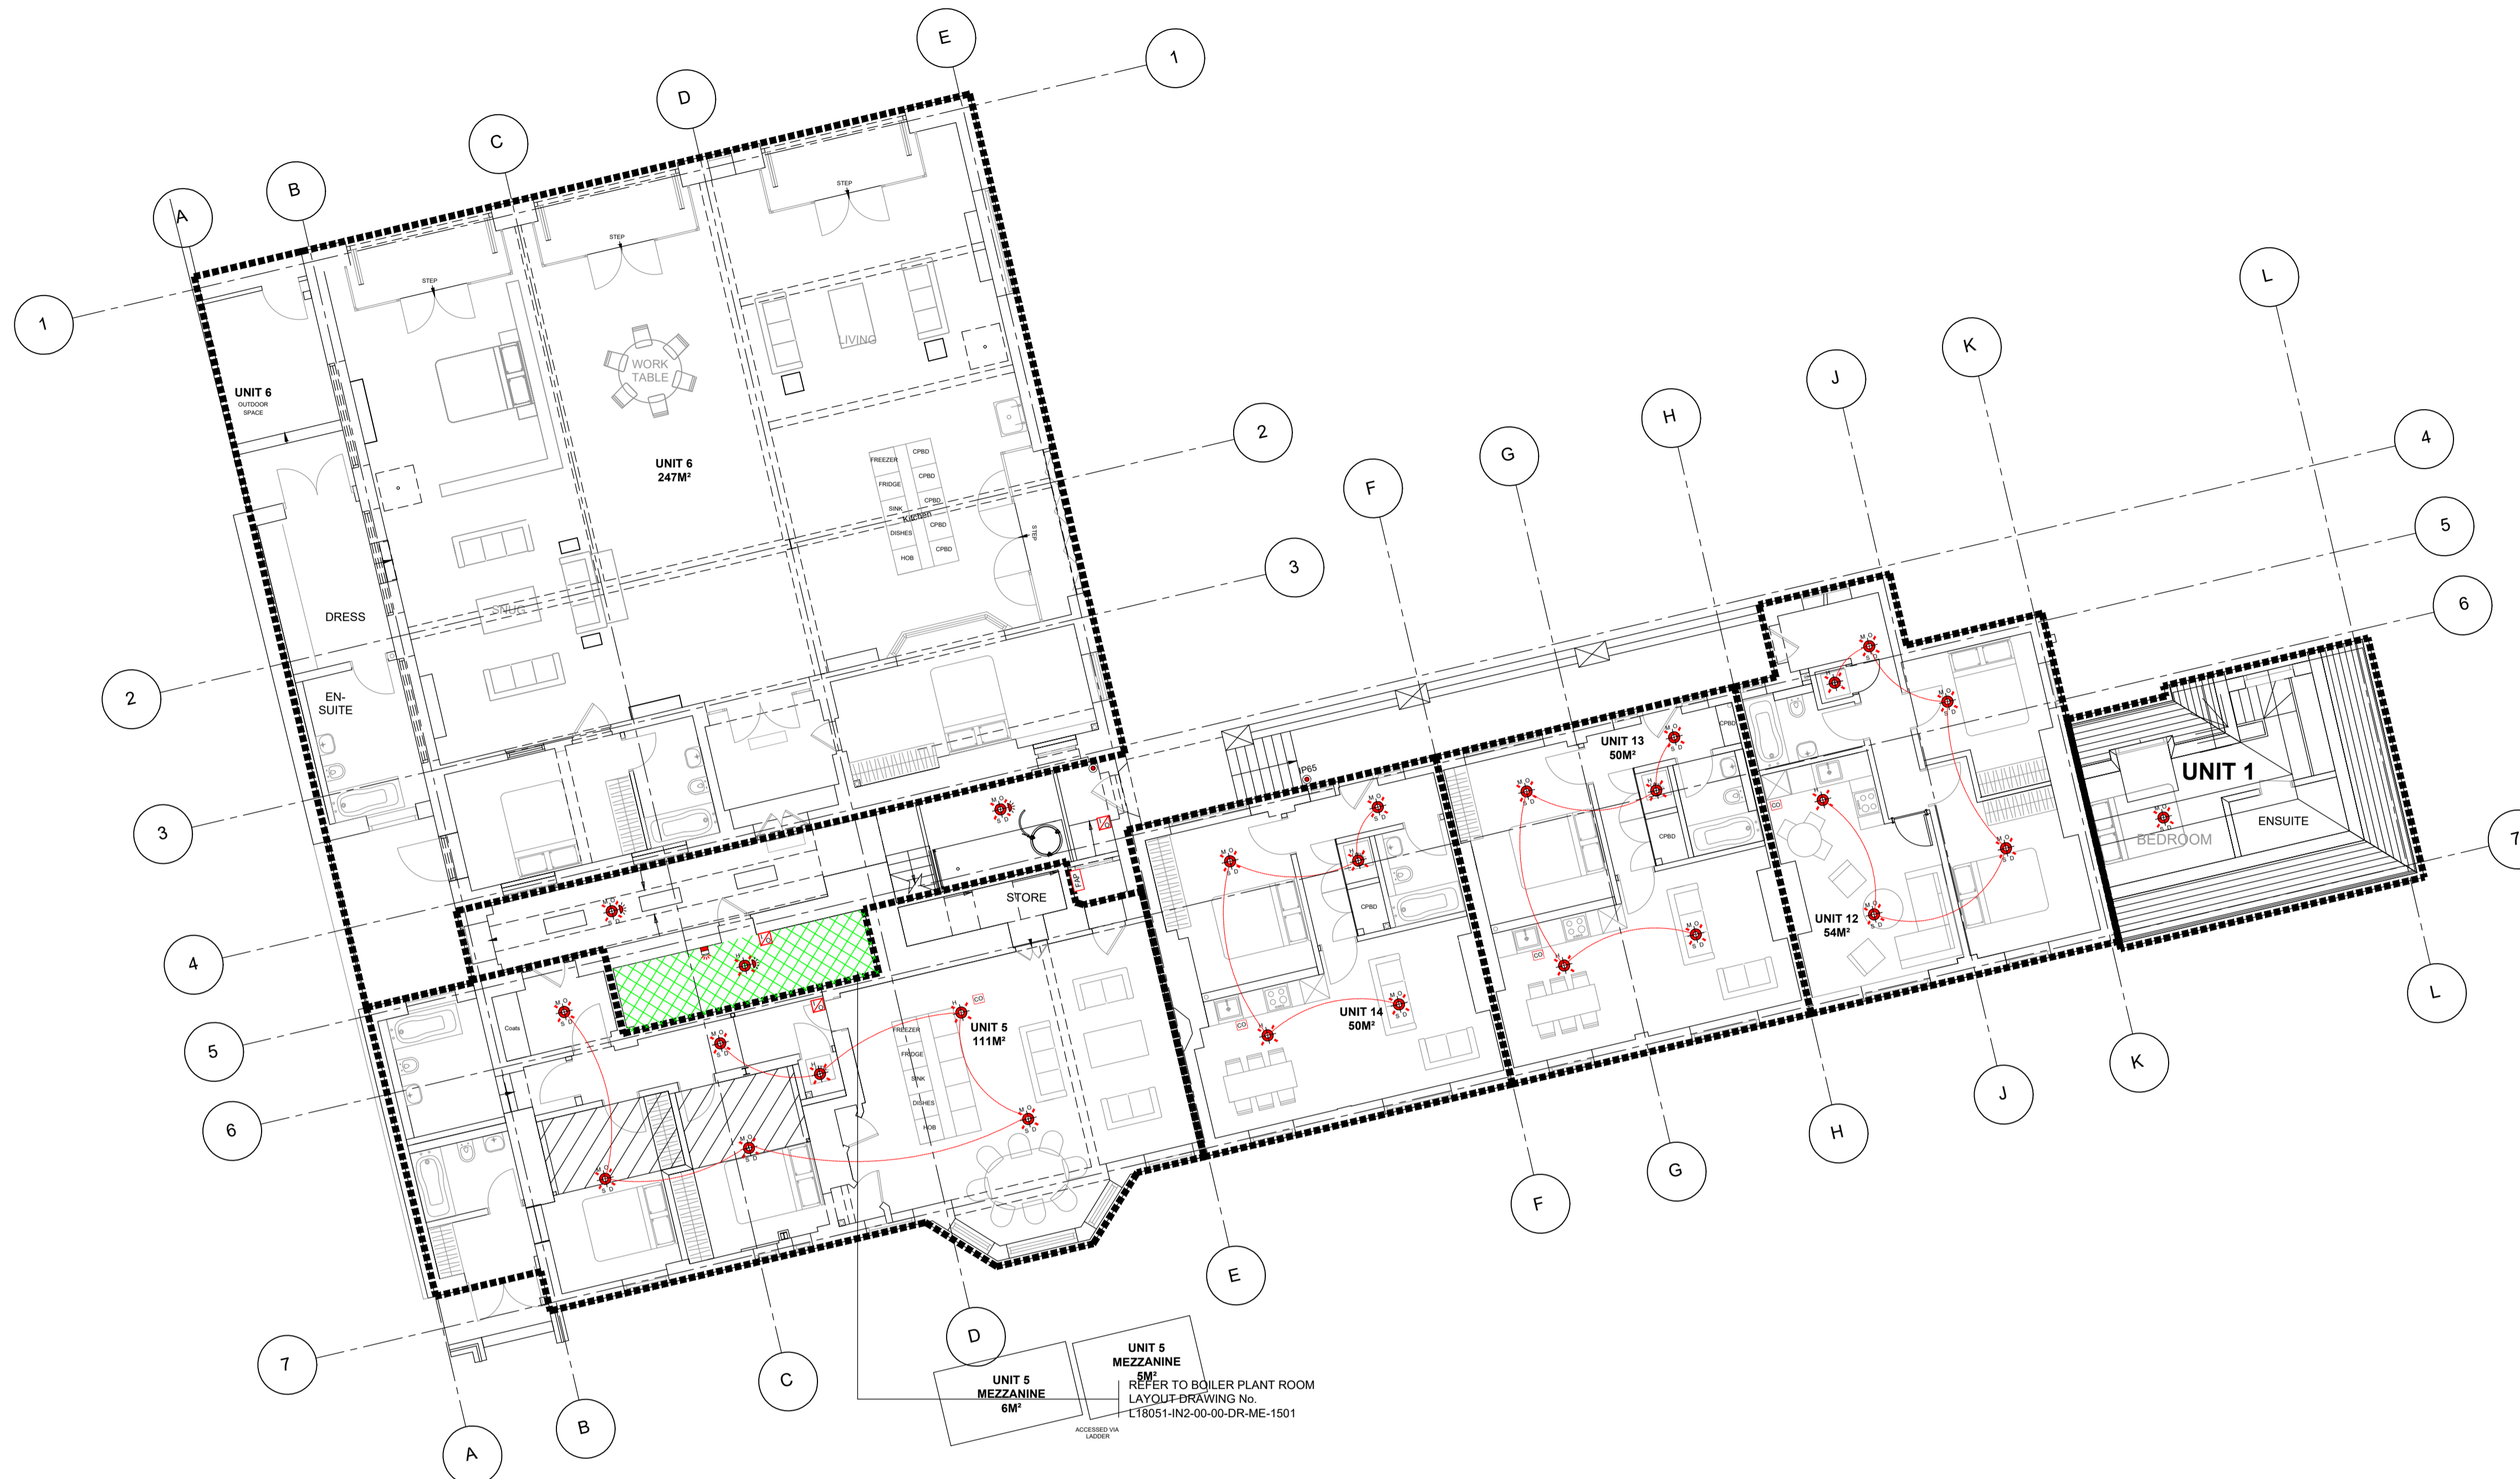 E
1
D
C
B
A
1
STEP
STEP
STEP
L
K
J
H
G
F
4
2
5
3
6
LIVING
WORK
TABLE
UNIT 6
OUTDOOR
SPACE
UNIT 6
247M²
FREEZER
FRIDGE
SINK
DISHES
HOB
CPBD
CPBD
CPBD
CPBD
CPBD
Kitchen
STEP
DRESS
SNUG
EN-
SUITE
2
3
4
5
6
7
UNIT 13
50M²
CPBD
CPBD
IP65
UNIT 1
BEDROOM
ENSUITE
7
STORE
FAP
CPBD
UNIT 12
54M²
UNIT 14
50M²
CO
CO
CO
CO
Coats
UNIT 5
111M²
FREEZER
FRIDGE
SINK
DISHES
HOB
M O
S D
M O
S D
M O
S D
M O
S D
M O
S D
M O
S D
M O
S D
M O
S D
M O
S D
M O
S D
M O
S D
M O
S D
M O
S D
M O
S D
M O
S D
M O
S D
M O
S D
M O
S D
H
H
H
H
H
H
H
H
H
L
K
J
H
G
F
E
D
C
B
A
UNIT 5
MEZZANINE
6M²
UNIT 5
MEZZANINE
5M²
REFER TO BOILER PLANT ROOM
LAYOUT DRAWING No.
L18051-IN2-00-00-DR-ME-1501
ACCESSED VIA
LADDER